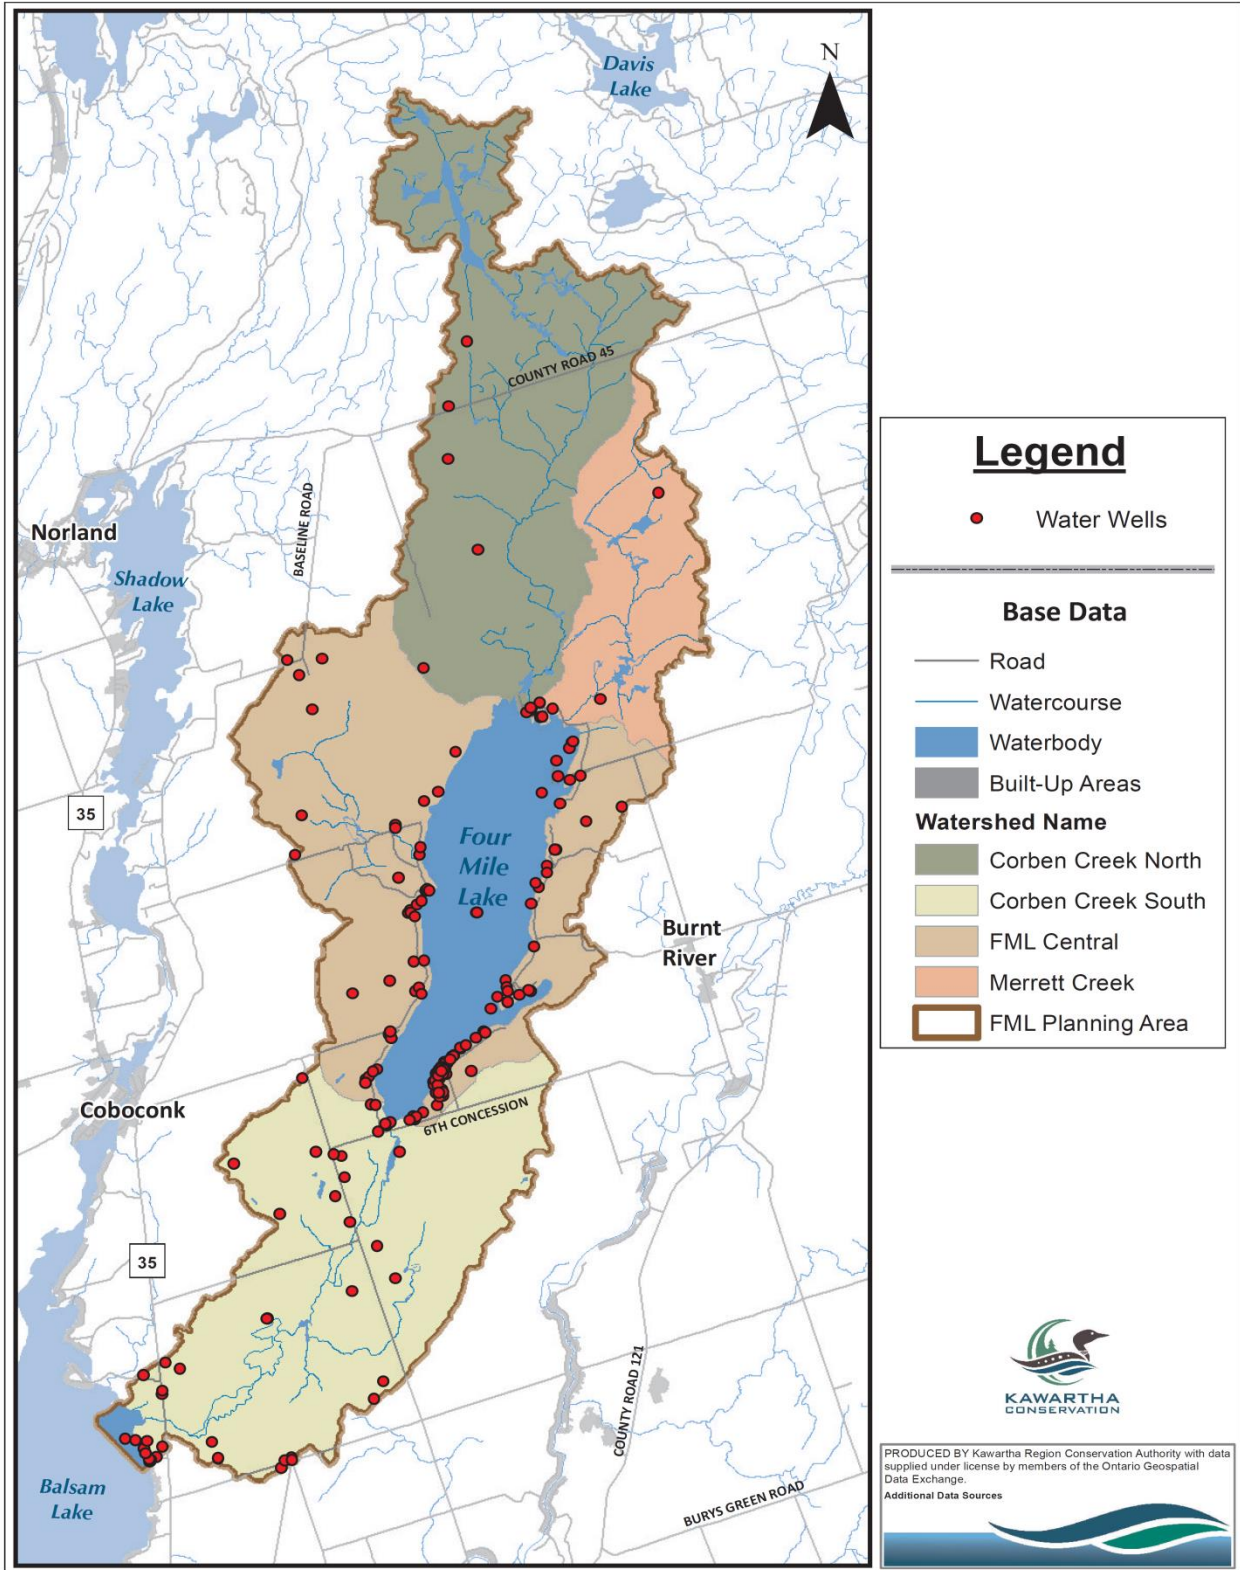 Davis
Lake
N
COUNTY ROAD 45
BASELINE ROAD
Norland
Shadow
Lake
35
Four
Mile
Lake
Burnt
River
Coboconk
6TH CONCESSION
35
COUNTY ROAD 121
Balsam
Lake
BURYS GREEN ROAD
Legend
Water Wells
Base Data
Road
Watercourse
Waterbody
Built-Up Areas
Watershed Name
Corben Creek North
Corben Creek South
FML Central
Merrett Creek
FML Planning Area
KAWARTHA
CONSERVATION
PRODUCED BY Kawartha Region Conservation Authority with data
supplied under license by members of the Ontario Geospatial
Data Exchange.
Additional Data Sources